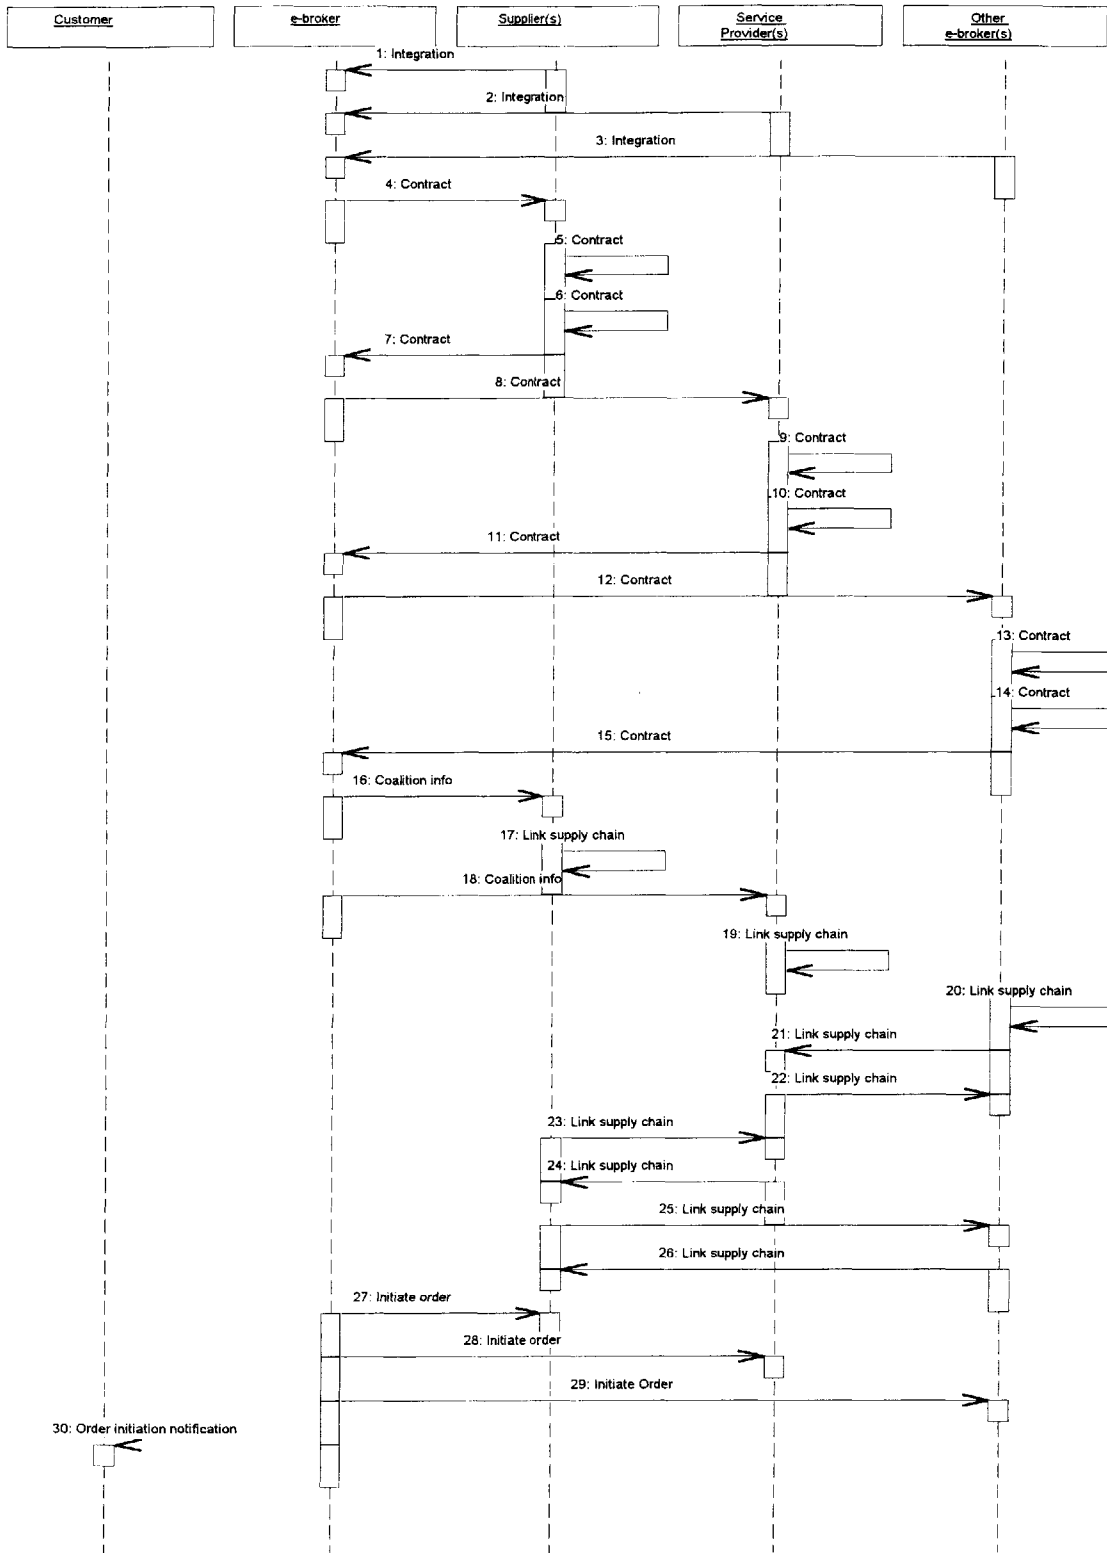 Customer
e-broker
Supplier(s)
Service
Provider(s)
Other
e-broker(s)
1: Integration
2: Integration
3: Integration
4: Contract
5: Contract
6: Contract
7: Contract
8: Contract
9: Contract
10: Contract
11: Contract
12: Contract
13: Contract
14: Contract
15: Contract
16: Coalition info
17: Link supply chain
18: Coalition info
19: Link supply chain
20: Link supply chain
21: Link supply chain
22: Link supply chain
23: Link supply chain
24: Link supply chain
25: Link supply chain
26: Link supply chain
27: Initiate order
28: Initiate order
29: Initiate Order
30: Order initiation notification